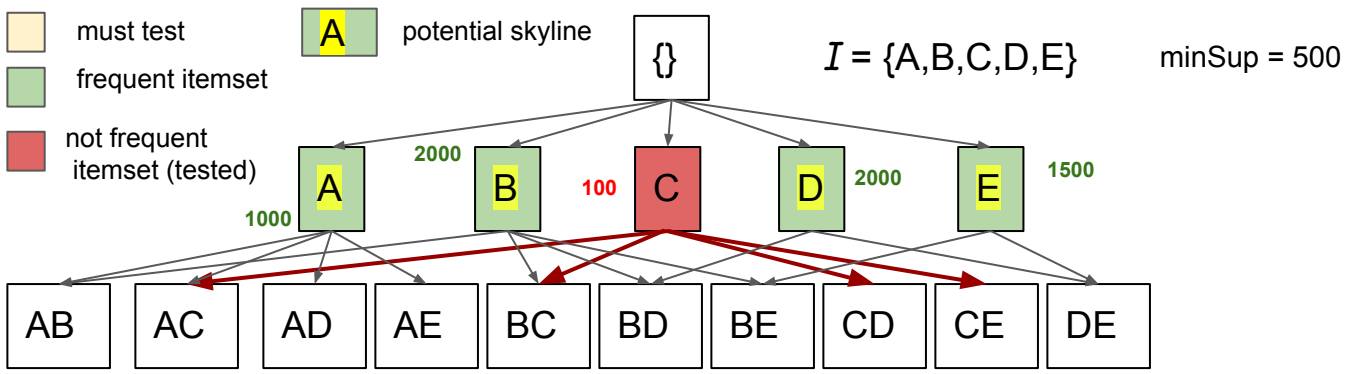 must test
A
potential skyline
{}
I = {A,B,C,D,E}
minSup = 500
frequent itemset
not frequent
itemset (tested)
2000
1500
A
B
100
C
D
2000
E
1000
AB
AC
AD
AE
BC
BD
BE
CD
CE
DE